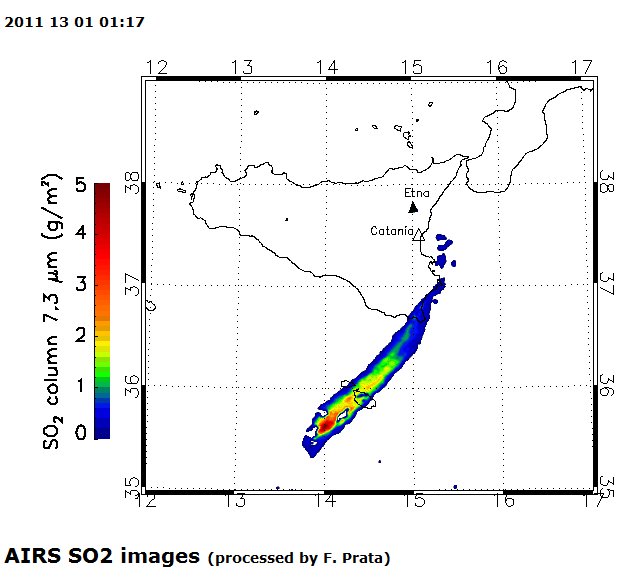 2011 13 01 01:17
12 13 14 15 16 17
5
4
3
2
1
0
SO2 column 7.3 µm (g/m²)
38
37
36
35
Etna
Catania
38
37
36
35
12 13 14 15 16 17
AIRS SO2 images (processed by F. Prata)